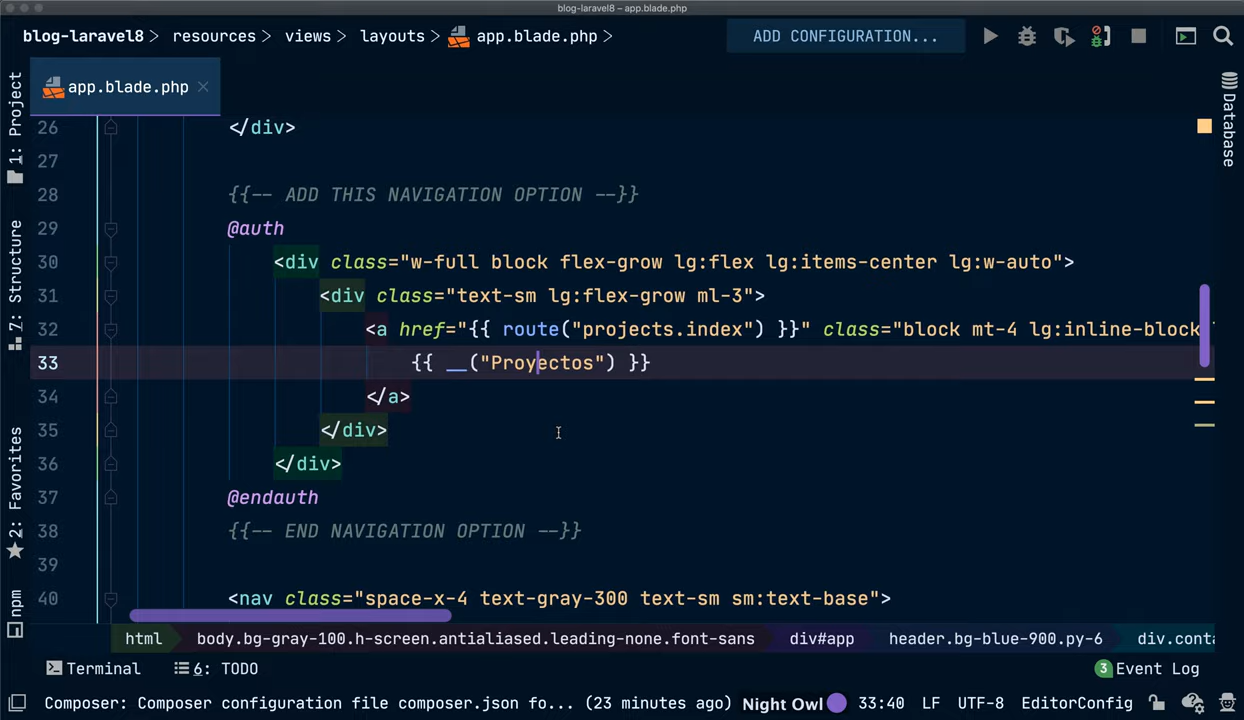 blog-laravel8 – app.blade.php
blog-laravel8 > resources > views > layouts > app.blade.php >
ADD CONFIGURATION...
app.blade.php ×
1: Project
7: Structure
2: Favorites
npm
Database
26 </div>
27
28 {{-- ADD THIS NAVIGATION OPTION --}}
29 @auth
30 <div class="w-full block flex-grow lg:flex lg:items-center lg:w-auto">
31 <div class="text-sm lg:flex-grow ml-3">
32 <a href="{{ route("projects.index") }}" class="block mt-4 lg:inline-block
33 {{ __("Proyectos") }}
34 </a>
35 </div>
36 </div>
37 @endauth
38 {{-- END NAVIGATION OPTION --}}
39
40 <nav class="space-x-4 text-gray-300 text-sm sm:text-base">
html body.bg-gray-100.h-screen.antialiased.leading-none.font-sans div#app header.bg-blue-900.py-6 div.conta
Terminal 6: TODO 3 Event Log
Composer: Composer configuration file composer.json fo... (23 minutes ago) Night Owl 33:40 LF UTF-8 EditorConfig